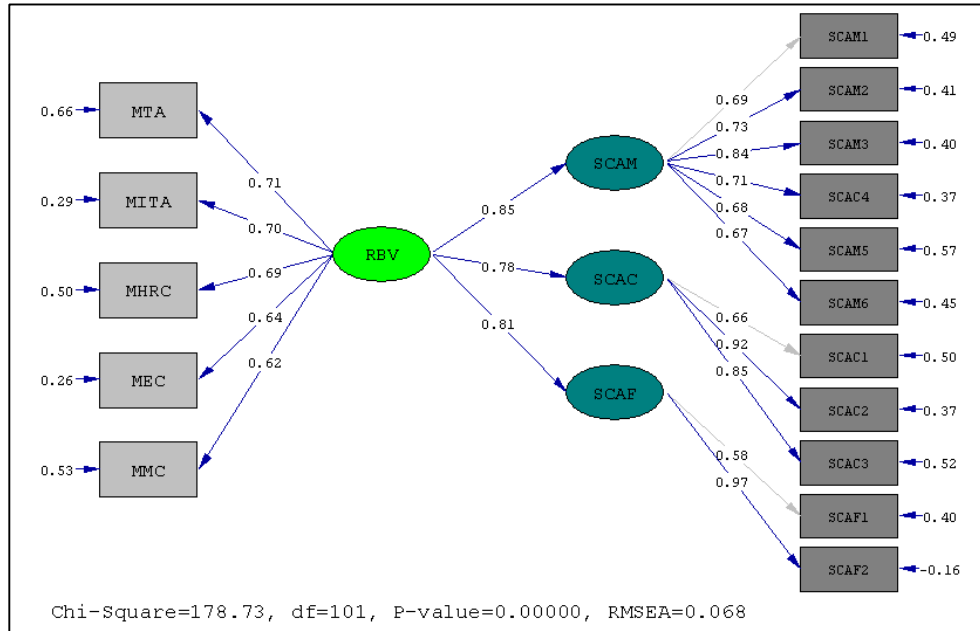 0.66 MTA
0.29 MITA
0.50 MHRC
0.26 MEC
0.53 MMC
0.71
0.70
0.69
0.64
0.62
RBV
0.85
0.78
0.81
SCAM
SCAC
SCAF
0.69
0.73
0.84
0.71
0.68
0.67
0.66
0.92
0.85
0.58
0.97
SCAM1 0.49
SCAM2 0.41
SCAM3 0.40
SCAC4 0.37
SCAM5 0.57
SCAM6 0.45
SCAC1 0.50
SCAC2 0.37
SCAC3 0.52
SCAF1 0.40
SCAF2 -0.16
Chi-Square=178.73, df=101, P-value=0.00000, RMSEA=0.068